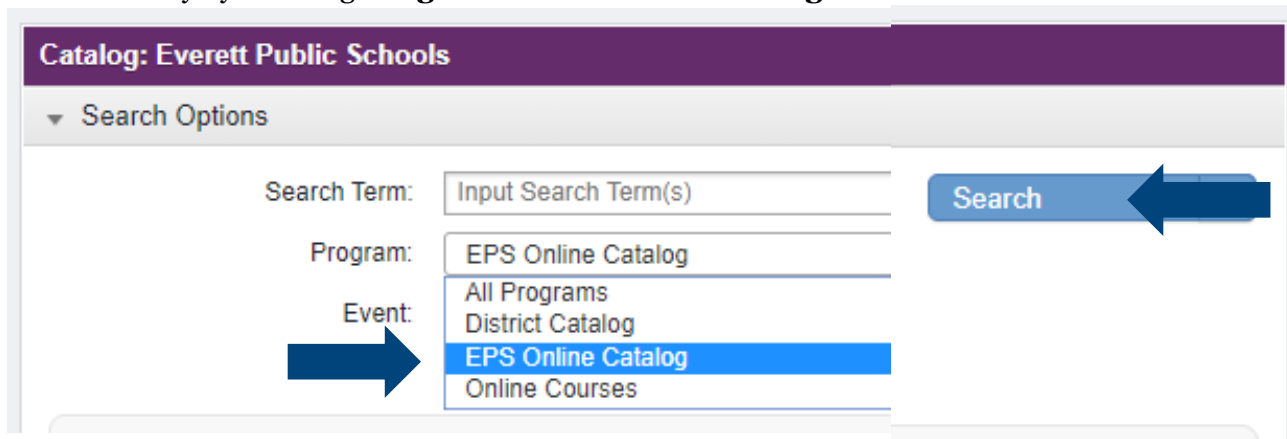 Catalog: Everett Public Schools
Search Options
Search Term: Input Search Term(s) Search
Program: EPS Online Catalog
All Programs
Event: District Catalog
EPS Online Catalog
Online Courses